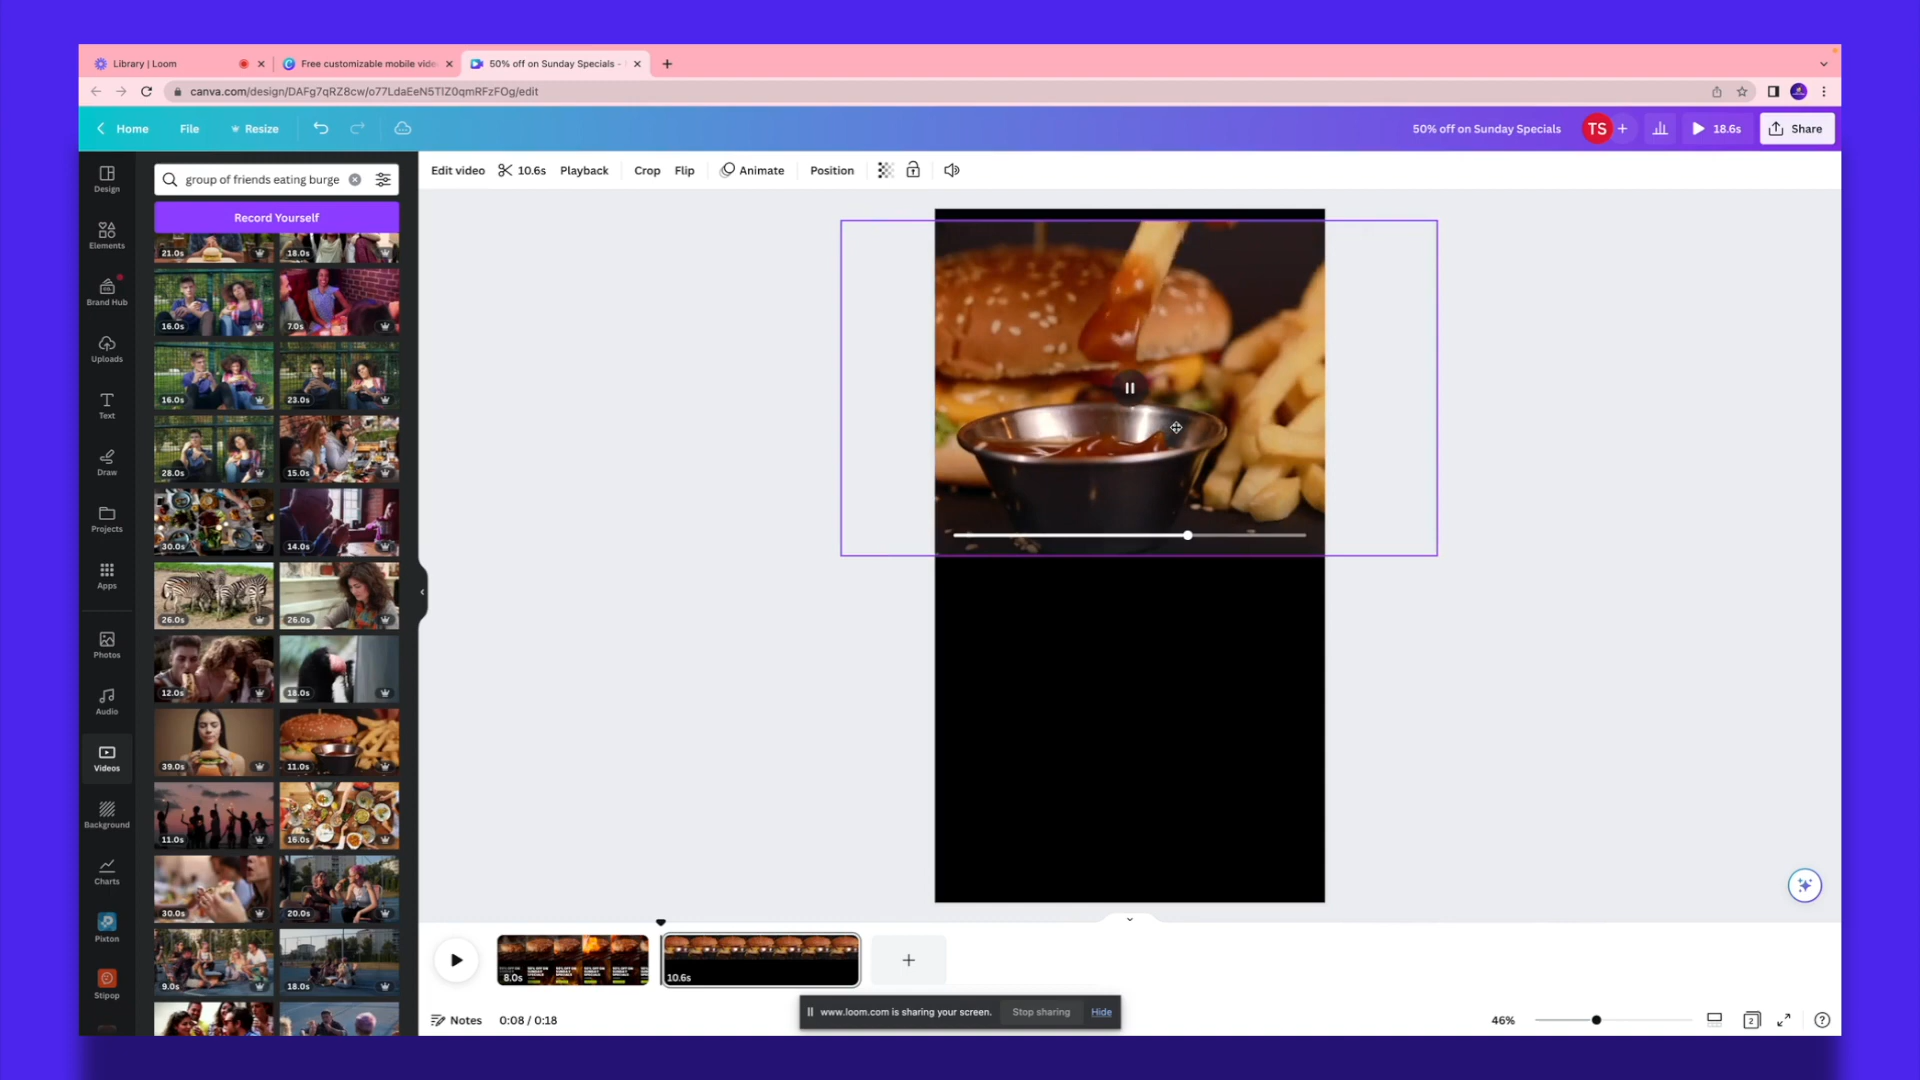 Library | Loom
Free customizable mobile vide
50% off on Sunday Specials -
canva.com/design/DAFg7qRZ8cw/o77LdaEeN5TIZ0qmRFzFOg/edit
Home File Resize
50% off on Sunday Specials TS 18.6s Share
Design
Elements
Brand Hub
Uploads
Text
Draw
Projects
Apps
Photos
Audio
Videos
Background
Charts
Pixton
Stipop
group of friends eating burge
Record Yourself
21.0s 18.0s
16.0s 7.0s
16.0s 23.0s
28.0s 15.0s
30.0s 14.0s
26.0s 26.0s
12.0s 18.0s
39.0s 11.0s
11.0s 16.0s
30.0s 20.0s
9.0s 18.0s
Edit video 10.6s Playback Crop Flip Animate Position
8.0s
10.6s
www.loom.com is sharing your screen. Stop sharing Hide
Notes 0:08 / 0:18
46% 2